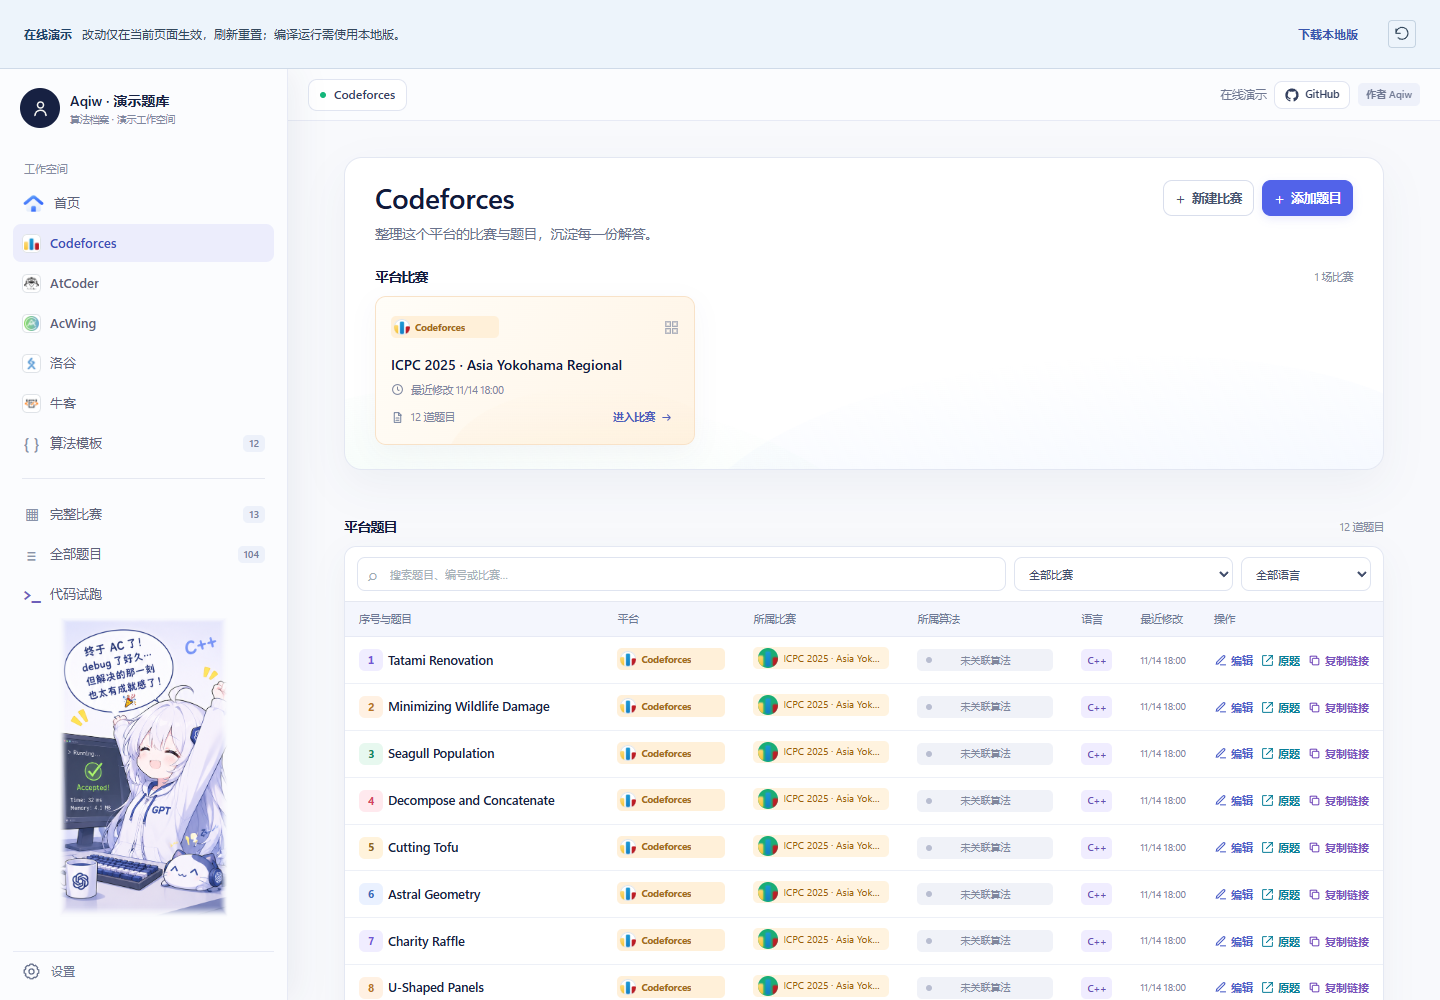 在线演示 改动仅在当前页面生效，刷新重置；编译运行需使用本地版。
下载本地版
Aqiw · 演示题库
算法档案 · 演示工作空间
工作空间
首页
Codeforces
AtCoder
AcWing
洛谷
牛客
算法模板 12
完整比赛 13
全部题目 104
代码试跑
终于 AC 了！
debug 了好久…
但解决的那一刻
也太有成就感了！
C++
> Running...
Accepted!
Time: 32 ms
Memory: 4.1 MB
GPT
设置
Codeforces
在线演示 GitHub 作者 Aqiw
Codeforces
+ 新建比赛 + 添加题目
整理这个平台的比赛与题目，沉淀每一份解答。
平台比赛 1 场比赛
Codeforces
ICPC 2025 · Asia Yokohama Regional
最近修改 11/14 18:00
12 道题目 进入比赛 →
平台题目 12 道题目
搜索题目、编号或比赛... 全部比赛 全部语言
序号与题目 平台 所属比赛 所属算法 语言 最近修改 操作
1 Tatami Renovation Codeforces ICPC 2025 · Asia Yok... 未关联算法 C++ 11/14 18:00 编辑 原题 复制链接
2 Minimizing Wildlife Damage Codeforces ICPC 2025 · Asia Yok... 未关联算法 C++ 11/14 18:00 编辑 原题 复制链接
3 Seagull Population Codeforces ICPC 2025 · Asia Yok... 未关联算法 C++ 11/14 18:00 编辑 原题 复制链接
4 Decompose and Concatenate Codeforces ICPC 2025 · Asia Yok... 未关联算法 C++ 11/14 18:00 编辑 原题 复制链接
5 Cutting Tofu Codeforces ICPC 2025 · Asia Yok... 未关联算法 C++ 11/14 18:00 编辑 原题 复制链接
6 Astral Geometry Codeforces ICPC 2025 · Asia Yok... 未关联算法 C++ 11/14 18:00 编辑 原题 复制链接
7 Charity Raffle Codeforces ICPC 2025 · Asia Yok... 未关联算法 C++ 11/14 18:00 编辑 原题 复制链接
8 U-Shaped Panels Codeforces ICPC 2025 · Asia Yok... 未关联算法 C++ 11/14 18:00 编辑 原题 复制链接